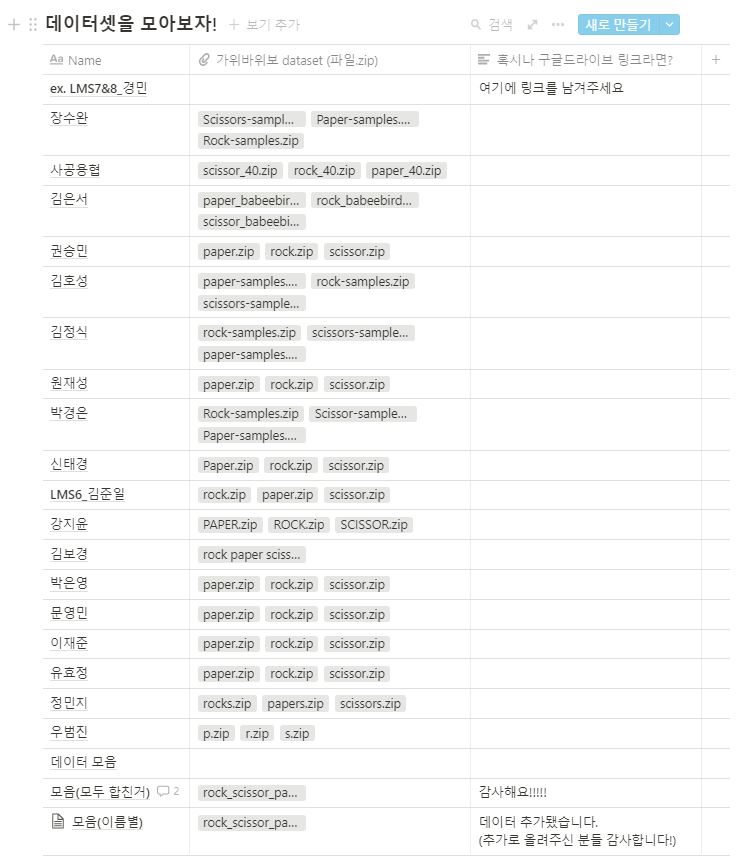 데이터셋을 모아보자!
보기 추가
검색
새로 만들기
Aa Name
가위바위보 dataset (파일.zip)
혹시나 구글드라이브 링크라면?
ex. LMS7&8_경민
여기에 링크를 남겨주세요
장수완
Scissors-sampl... Paper-samples....
Rock-samples.zip
사공용협
scissor_40.zip rock_40.zip paper_40.zip
김은서
paper_babeebir... rock_babeebird...
scissor_babeebi...
권승민
paper.zip rock.zip scissor.zip
김호성
paper-samples.... rock-samples.zip
scissors-sample...
김정식
rock-samples.zip scissors-sample...
paper-samples....
원재성
paper.zip rock.zip scissor.zip
박경은
Rock-samples.zip Scissor-sample...
Paper-samples....
신태경
Paper.zip rock.zip scissor.zip
LMS6_김준일
rock.zip paper.zip scissor.zip
강지윤
PAPER.zip ROCK.zip SCISSOR.zip
김보경
rock paper sciss...
박은영
paper.zip rock.zip scissor.zip
문영민
paper.zip rock.zip scissor.zip
이재준
paper.zip rock.zip scissor.zip
유효정
paper.zip rock.zip scissor.zip
정민지
rocks.zip papers.zip scissors.zip
우범진
p.zip r.zip s.zip
데이터 모음
모음(모두 합친거) 2
rock_scissor_pa...
감사해요!!!!!
모음(이름별)
rock_scissor_pa...
데이터 추가됐습니다.
(추가로 올려주신 분들 감사합니다!)